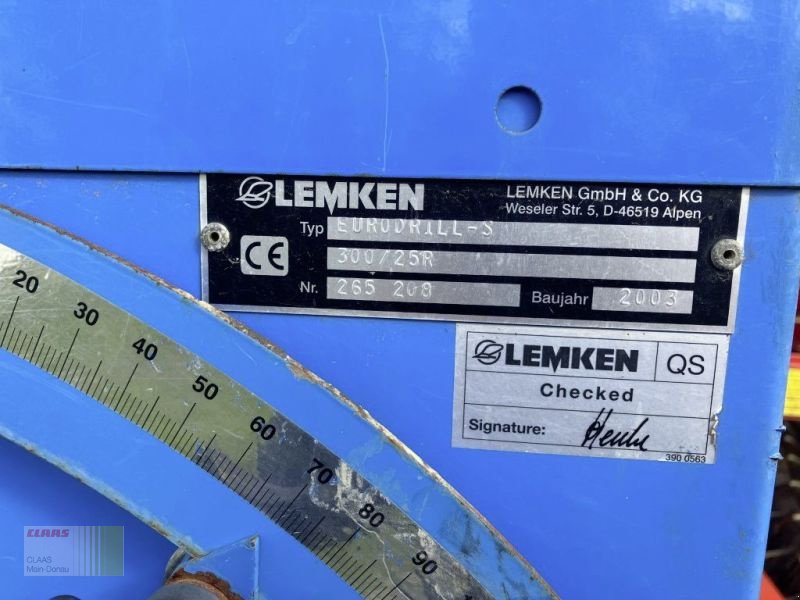 LEMKEN
LEMKEN GmbH & Co. KG
Weseler Str. 5, D-46519 Alpen
Typ EURODRILL-S
CE
300/25R
Nr. 265 208 Baujahr 2003
LEMKEN QS
Checked
Signature:
390 0563
20 30 40 50 60 70 80 90
CLAAS
CLAAS
Main-Donau